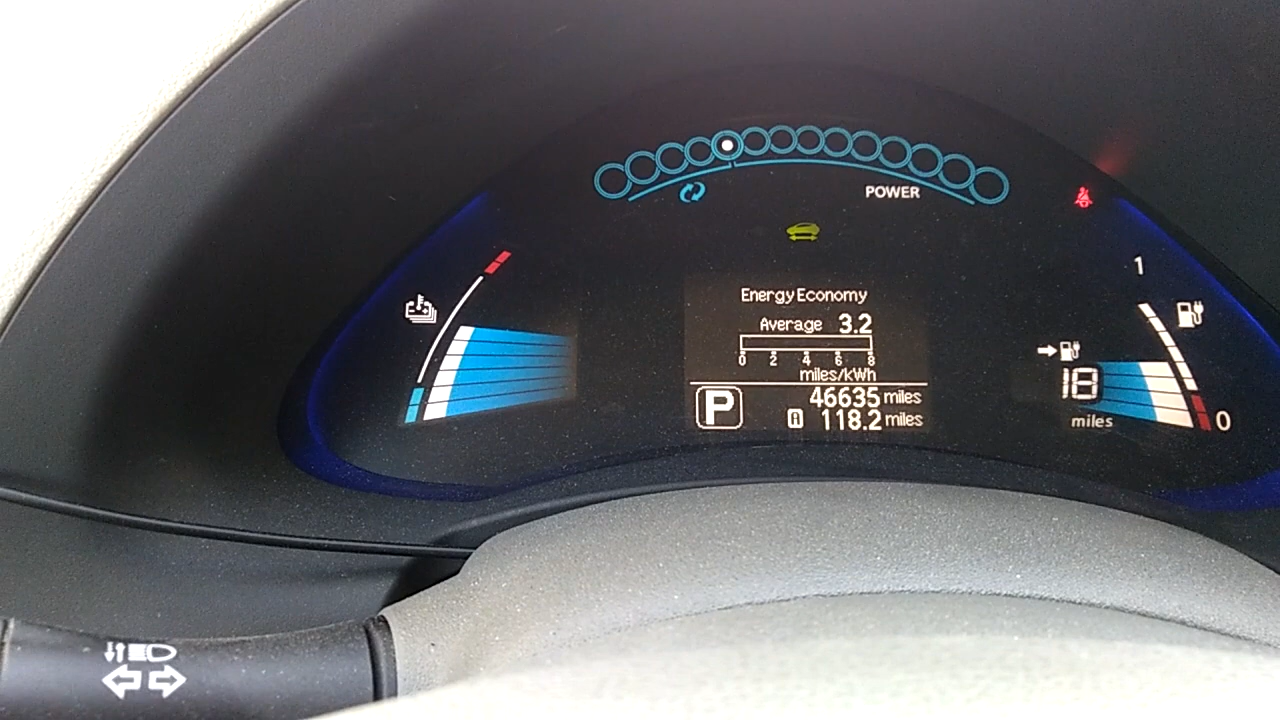 POWER
1
Energy Economy
Average 3.2
0 2 4 6 8
miles/kWh
P 46635 miles
A 118.2 miles
18
miles
0